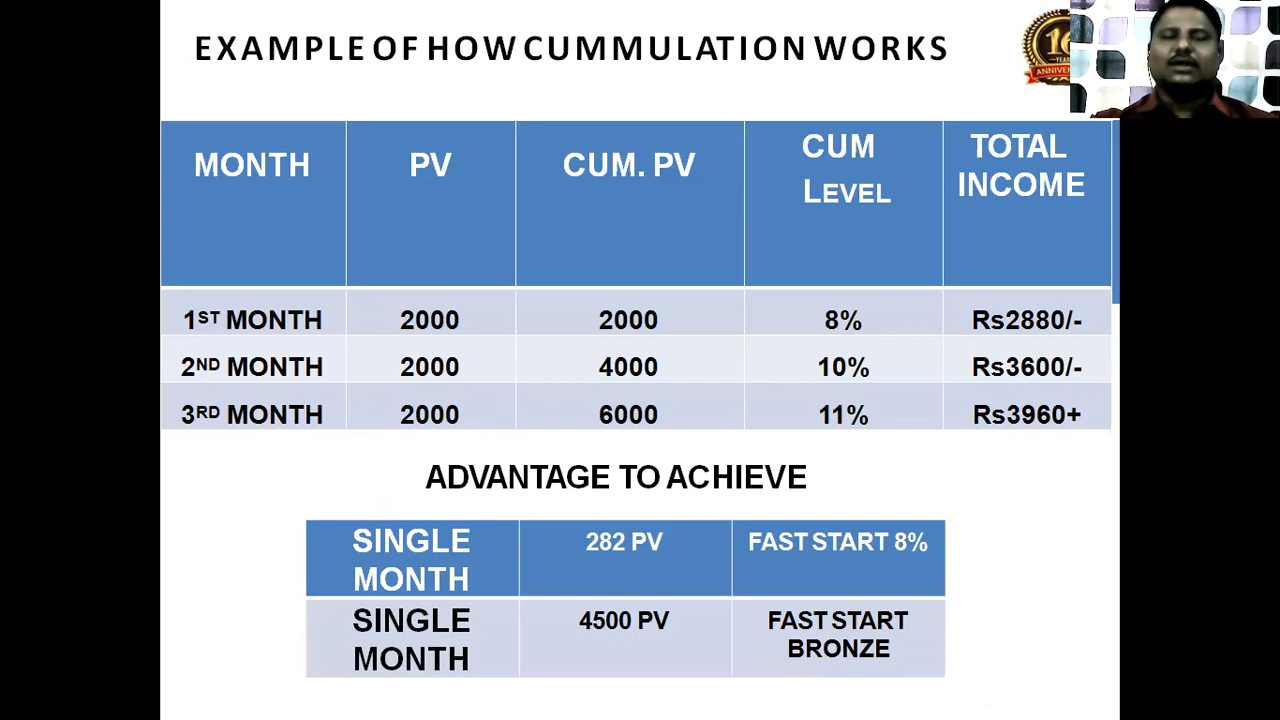 EXAMPLE OF HOW CUMMULATION WORKS
16
YEAR
MONTH PV CUM. PV CUM LEVEL TOTAL INCOME
1ST MONTH 2000 2000 8% Rs2880/-
2ND MONTH 2000 4000 10% Rs3600/-
3RD MONTH 2000 6000 11% Rs3960+
ADVANTAGE TO ACHIEVE
SINGLE MONTH 282 PV FAST START 8%
SINGLE MONTH 4500 PV FAST START BRONZE